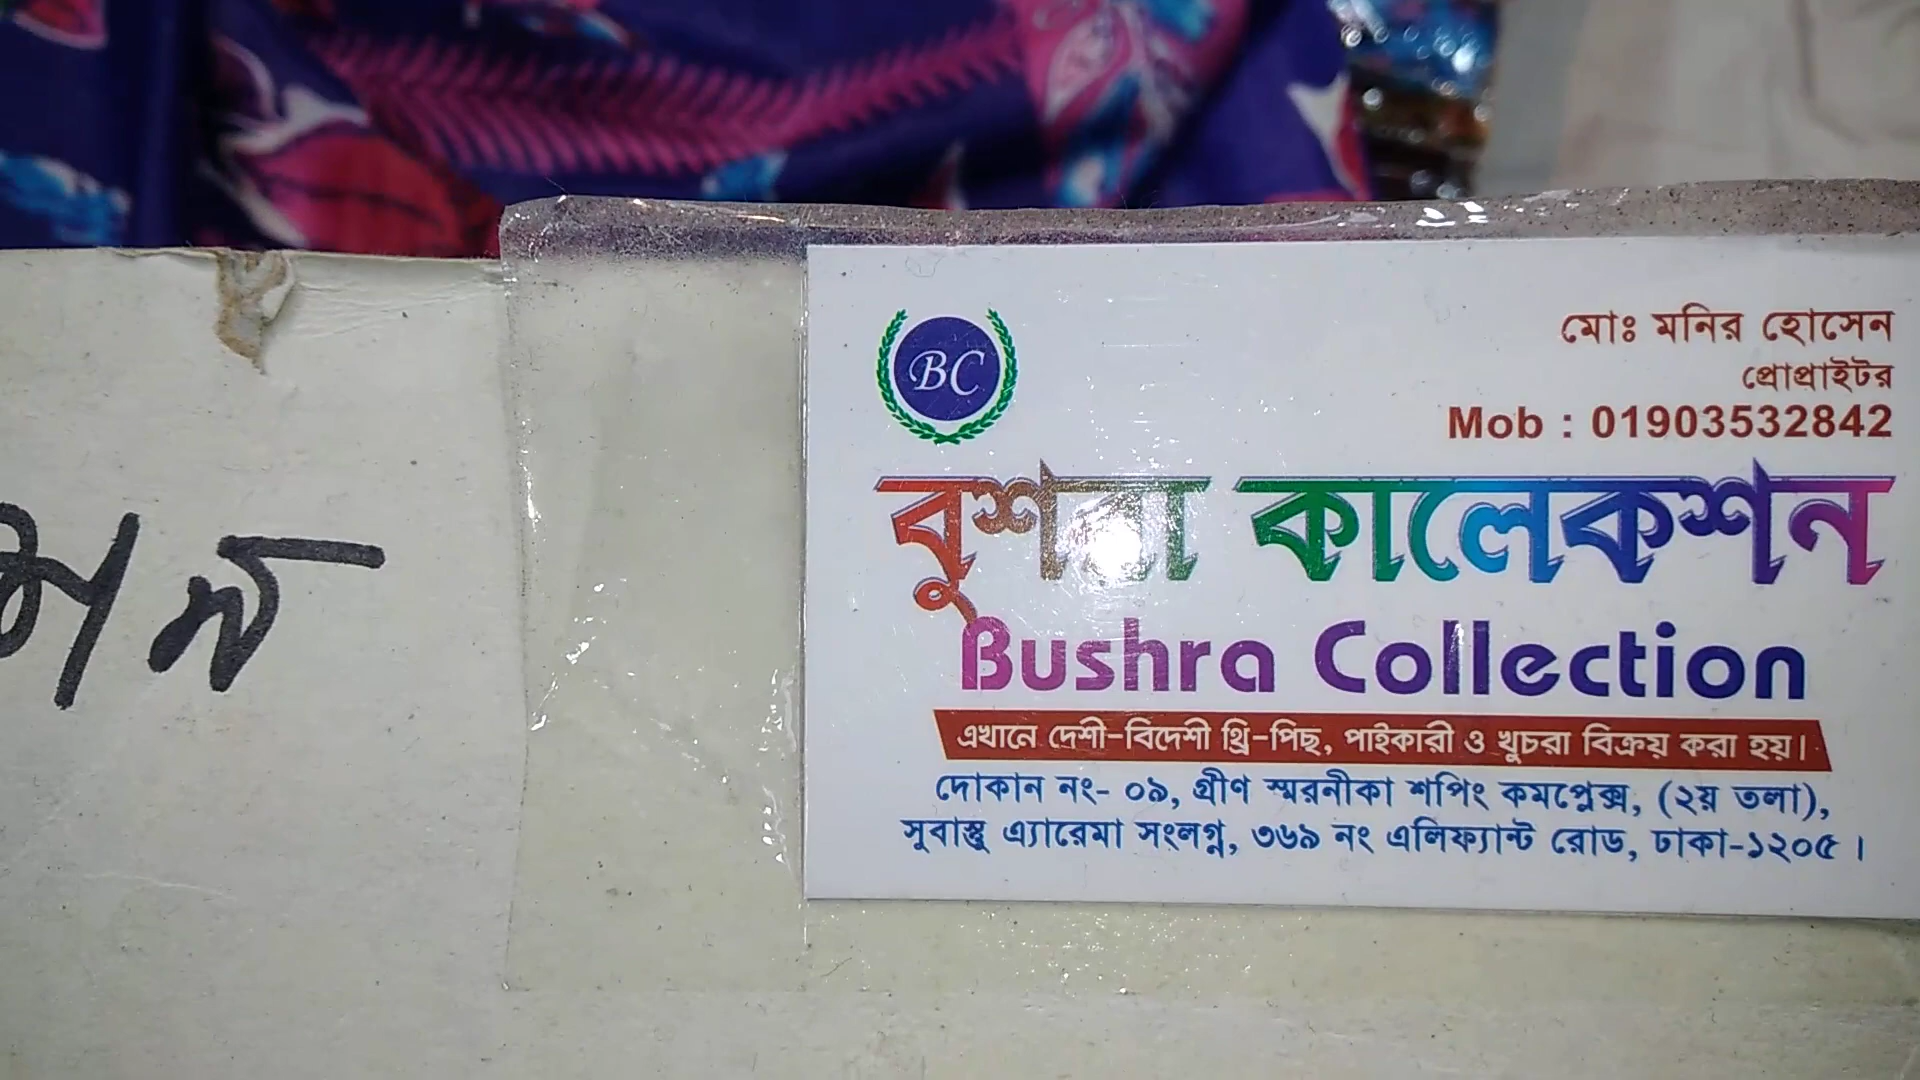 BC
মোঃ মনির হোসেন
প্রোপ্রাইটর
Mob : 01903532842
বুশরা কালেকশন
Bushra Collection
এখানে দেশী-বিদেশী থ্রি-পিছ, পাইকারী ও খুচরা বিক্রয় করা হয়।
দোকান নং- ০৯, গ্রীণ স্মরনীকা শপিং কমপ্লেক্স, (২য় তলা),
সুবাস্তু এ্যারেমা সংলগ্ন, ৩৬৯ নং এলিফ্যান্ট রোড, ঢাকা-১২০৫ ।